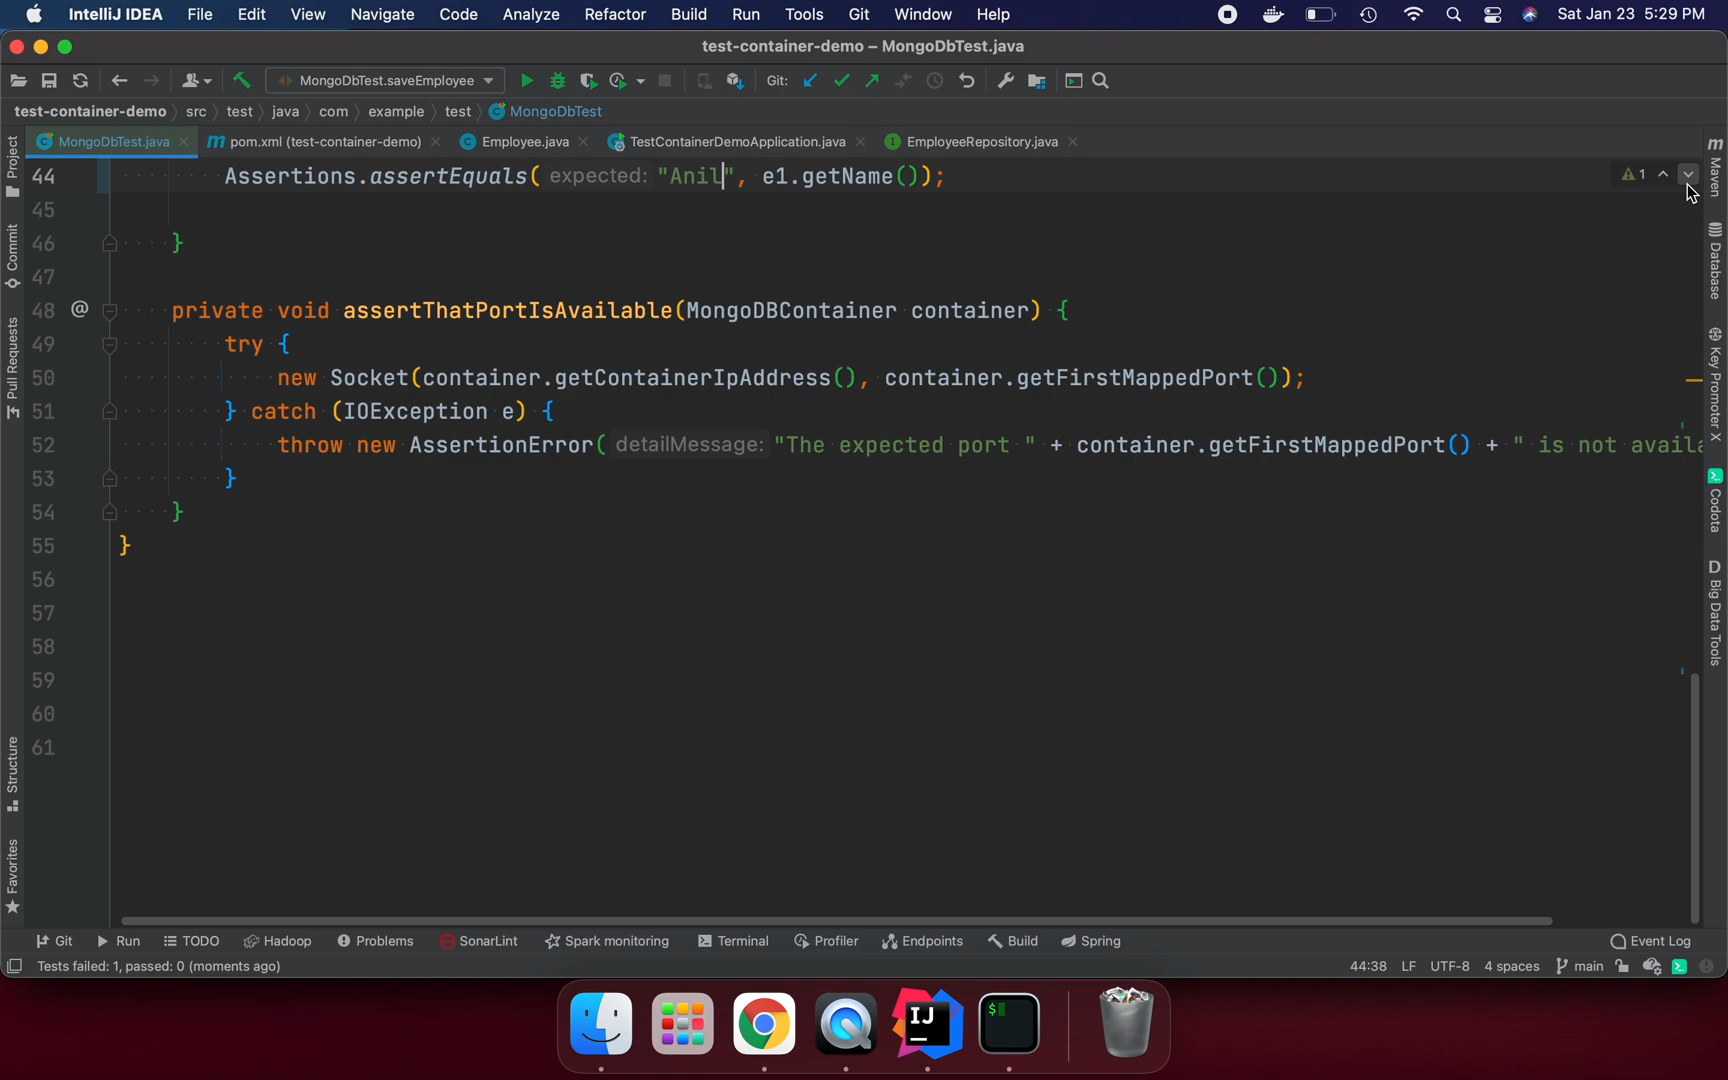 IntelliJ IDEA File Edit View Navigate Code Analyze Refactor Build Run Tools Git Window Help Sat Jan 23 5:29 PM
test-container-demo – MongoDbTest.java
MongoDbTest.saveEmployee Git:
test-container-demo src test java com example test MongoDbTest
MongoDbTest.java pom.xml (test-container-demo) Employee.java TestContainerDemoApplication.java EmployeeRepository.java
44 Assertions.assertEquals( expected: "Anil", e1.getName()); 1
45
46 }
47
48 @ private void assertThatPortIsAvailable(MongoDBContainer container) {
49 try {
50 new Socket(container.getContainerIpAddress(), container.getFirstMappedPort());
51 } catch (IOException e) {
52 throw new AssertionError( detailMessage: "The expected port " + container.getFirstMappedPort() + " is not availa
53 }
54 }
55 }
56
57
58
59
60
61
Project
Commit
Pull Requests
Structure
Favorites
Maven
Database
Key Promoter X
Codota
Big Data Tools
Git Run TODO Hadoop Problems SonarLint Spark monitoring Terminal Profiler Endpoints Build Spring Event Log
Tests failed: 1, passed: 0 (moments ago) 44:38 LF UTF-8 4 spaces main
IJ
$